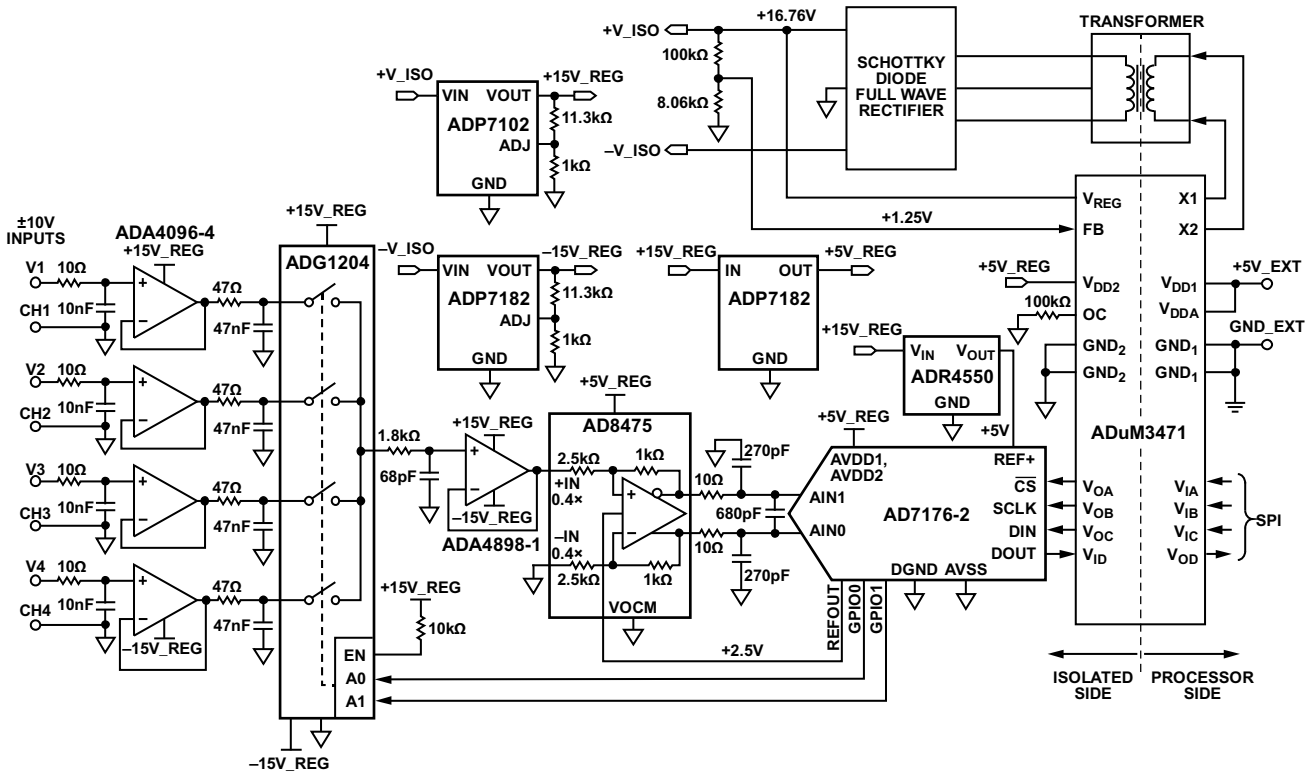 TRANSFORMER
+16.76V
+V_ISO
100kΩ
8.06kΩ
SCHOTTKY
DIODE
FULL WAVE
RECTIFIER
–V_ISO
+V_ISO
VIN
VOUT
+15V_REG
ADP7102
11.3kΩ
ADJ
1kΩ
GND
–V_ISO
VIN
VOUT
–15V_REG
ADP7182
11.3kΩ
ADJ
1kΩ
GND
+15V_REG
IN
OUT
+5V_REG
ADP7182
GND
+15V_REG
VIN
VOUT
ADR4550
GND
+5V
+1.25V
VREG
FB
+5V_REG
VDD2
100kΩ
OC
GND2
GND2
ADuM3471
X1
X2
VDD1
+5V_EXT
VDDA
GND_EXT
GND1
GND1
VOA
VOB
VOC
VID
VIA
VIB
VIC
VOD
SPI
ISOLATED
SIDE
PROCESSOR
SIDE
±10V
INPUTS
ADA4096-4
+15V_REG
V1
10Ω
CH1
10nF
+
–
47Ω
47nF
V2
10Ω
CH2
10nF
+
–
47Ω
47nF
V3
10Ω
CH3
10nF
+
–
47Ω
47nF
V4
10Ω
CH4
10nF
+
–
47Ω
47nF
–15V_REG
+15V_REG
ADG1204
EN
A0
A1
–15V_REG
+15V_REG
10kΩ
1.8kΩ
68pF
+15V_REG
+
–
–15V_REG
ADA4898-1
+5V_REG
AD8475
2.5kΩ
1kΩ
+IN
0.4×
+
–
–IN
0.4×
2.5kΩ
1kΩ
VOCM
+2.5V
270pF
10Ω
680pF
10Ω
270pF
+5V_REG
AVDD1,
AVDD2
REF+
AIN1
AIN0
AD7176-2
CS
SCLK
DIN
DOUT
DGND
AVSS
REFOUT
GPIO0
GPIO1